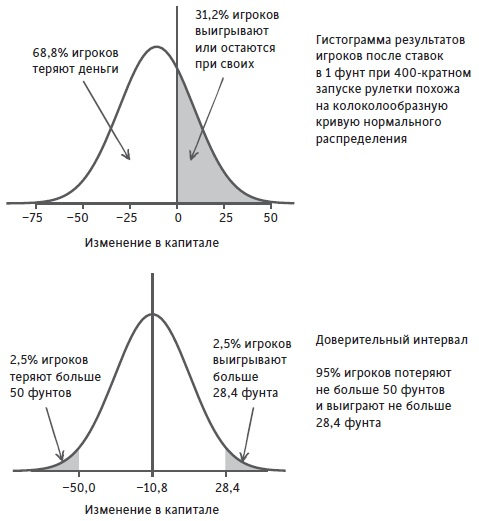 68,8% игроков
теряют деньги
31,2% игроков
выигрывают
или остаются
при своих
Гистограмма результатов
игроков после ставок
в 1 фунт при 400-кратном
запуске рулетки похожа
на колоколообразную
кривую нормального
распределения
−75 −50 −25 0 25 50
Изменение в капитале
2,5% игроков
теряют больше
50 фунтов
2,5% игроков
выигрывают
больше
28,4 фунта
Доверительный интервал
95% игроков потеряют
не больше 50 фунтов
и выиграют не больше
28,4 фунта
−50,0 −10,8 28,4
Изменение в капитале